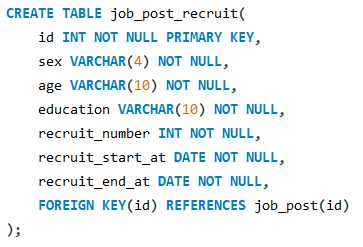 CREATE TABLE job_post_recruit(
    id INT NOT NULL PRIMARY KEY,
    sex VARCHAR(4) NOT NULL,
    age VARCHAR(10) NOT NULL,
    education VARCHAR(10) NOT NULL,
    recruit_number INT NOT NULL,
    recruit_start_at DATE NOT NULL,
    recruit_end_at DATE NOT NULL,
    FOREIGN KEY(id) REFERENCES job_post(id)
);